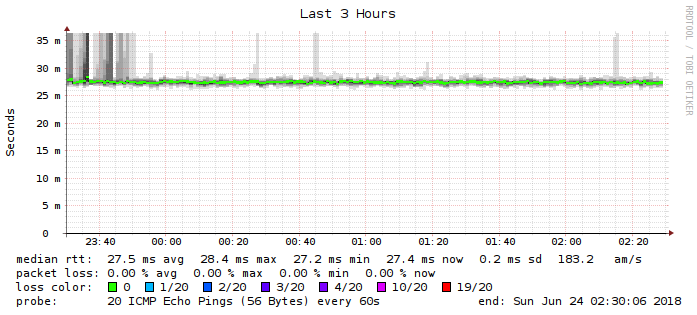 Last 3 Hours
RRDTOOL / TOBI OETIKER
Seconds
35 m
30 m
25 m
20 m
15 m
10 m
5 m
0
23:40 00:00 00:20 00:40 01:00 01:20 01:40 02:00 02:20
median rtt: 27.5 ms avg 28.4 ms max 27.2 ms min 27.4 ms now 0.2 ms sd 183.2 am/s
packet loss: 0.00 % avg 0.00 % max 0.00 % min 0.00 % now
loss color: 0 1/20 2/20 3/20 4/20 10/20 19/20
probe: 20 ICMP Echo Pings (56 Bytes) every 60s end: Sun Jun 24 02:30:06 2018